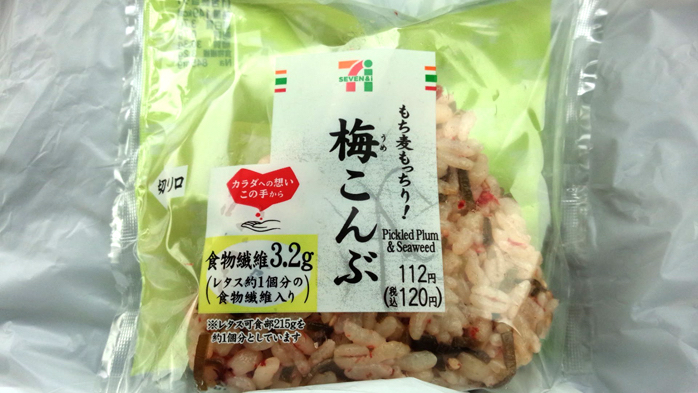 SEVEN&i
もち麦もっちり!
梅こんぶ
うめ
Pickled Plum
& Seaweed
112円
(税込120円)
切り口
カラダへの想い
この手から
食物繊維3.2g
(レタス約1個分の
食物繊維入り)
※レタス可食部215gを
約1個分としています